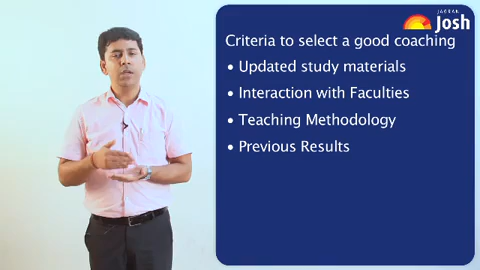 JAGRAN
Josh
Criteria to select a good coaching
• Updated study materials
• Interaction with Faculties
• Teaching Methodology
• Previous Results